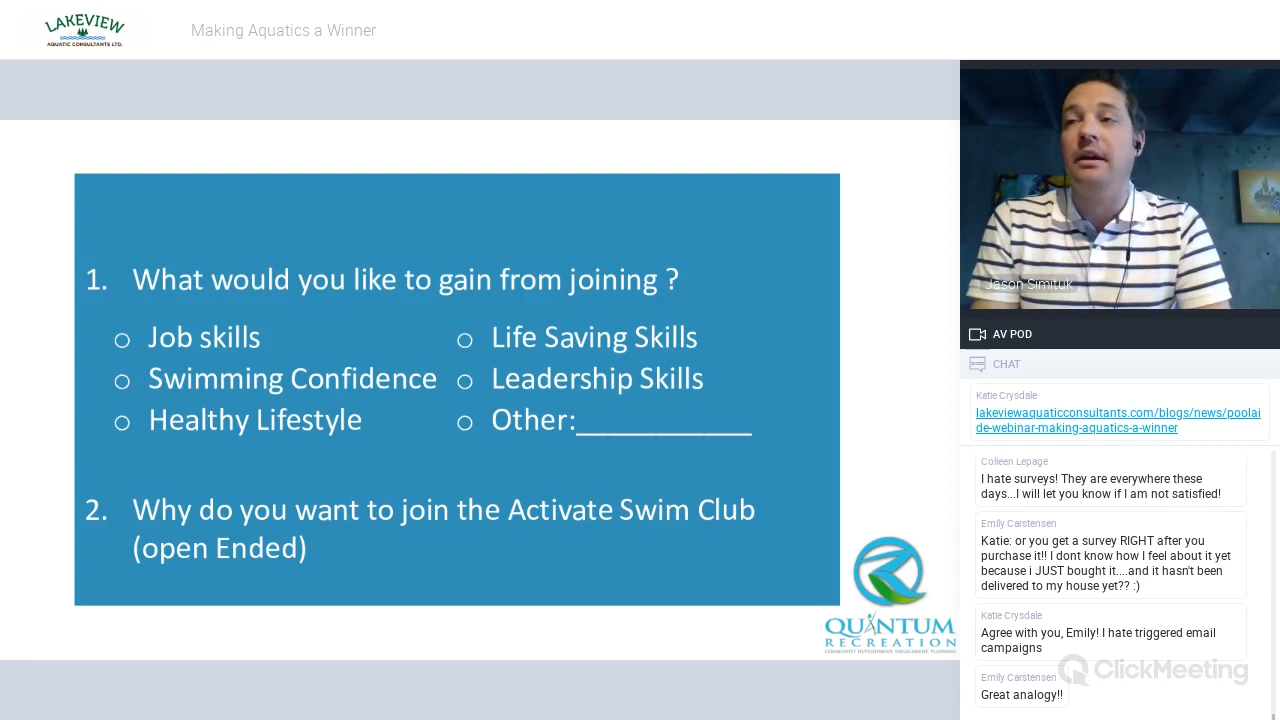 LAKEVIEW
AQUATIC CONSULTANTS LTD.
Making Aquatics a Winner
1. What would you like to gain from joining ?
o Job skills
o Swimming Confidence
o Healthy Lifestyle
o Life Saving Skills
o Leadership Skills
o Other:___________
2. Why do you want to join the Activate Swim Club
(open Ended)
QUANTUM
RECREATION
COMMUNITY DEVELOPMENT, ENGAGEMENT, PLANNING
Jason Simituk
AV POD
CHAT
Katie Crysdale
lakeviewaquaticconsultants.com/blogs/news/poolai
de-webinar-making-aquatics-a-winner
Colleen Lepage
I hate surveys! They are everywhere these
days...I will let you know if I am not satisfied!
Emily Carstensen
Katie: or you get a survey RIGHT after you
purchase it!! I dont know how I feel about it yet
because i JUST bought it....and it hasn't been
delivered to my house yet?? :)
Katie Crysdale
Agree with you, Emily! I hate triggered email
campaigns
Emily Carstensen
Great analogy!!
ClickMeeting